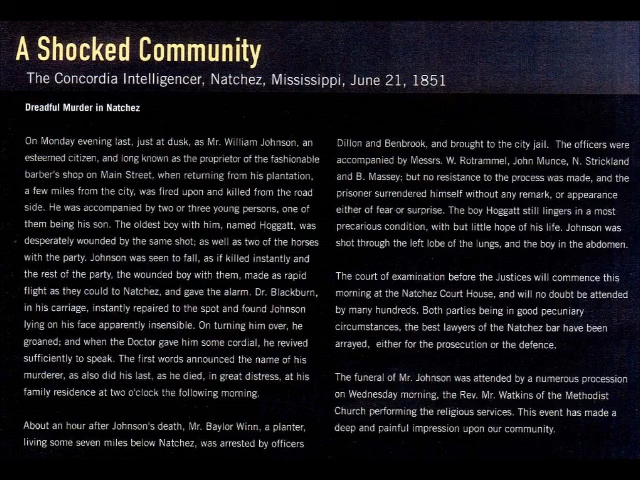 A Shocked Community
The Concordia Intelligencer, Natchez, Mississippi, June 21, 1851
Dreadful Murder in Natchez
On Monday evening last, just at dusk, as Mr. William Johnson, an
esteemed citizen, and long known as the proprietor of the fashionable
barber's shop on Main Street, when returning from his plantation,
a few miles from the city, was fired upon and killed from the road
side. He was accompanied by two or three young persons, one of
them being his son. The oldest boy with him, named Hoggatt, was
desperately wounded by the same shot; as well as two of the horses
with the party. Johnson was seen to fall, as if killed instantly and
the rest of the party, the wounded boy with them, made as rapid
flight as they could to Natchez, and gave the alarm. Dr. Blackburn,
in his carriage, instantly repaired to the spot and found Johnson
lying on his face apparently insensible. On turning him over, he
groaned; and when the Doctor gave him some cordial, he revived
sufficiently to speak. The first words announced the name of his
murderer, as also did his last, as he died, in great distress, at his
family residence at two o'clock the following morning.
About an hour after Johnson's death, Mr. Baylor Winn, a planter,
living some seven miles below Natchez, was arrested by officers
Dillon and Benbrook, and brought to the city jail. The officers were
accompanied by Messrs. W. Rotrammel, John Munce, N. Strickland
and B. Massey; but no resistance to the process was made, and the
prisoner surrendered himself without any remark, or appearance
either of fear or surprise. The boy Hoggatt still lingers in a most
precarious condition, with but little hope of his life. Johnson was
shot through the left lobe of the lungs, and the boy in the abdomen.
The court of examination before the Justices will commence this
morning at the Natchez Court House, and will no doubt be attended
by many hundreds. Both parties being in good pecuniary
circumstances, the best lawyers of the Natchez bar have been
arrayed, either for the prosecution or the defence.
The funeral of Mr. Johnson was attended by a numerous procession
on Wednesday morning, the Rev. Mr. Watkins of the Methodist
Church performing the religious services. This event has made a
deep and painful impression upon our community.